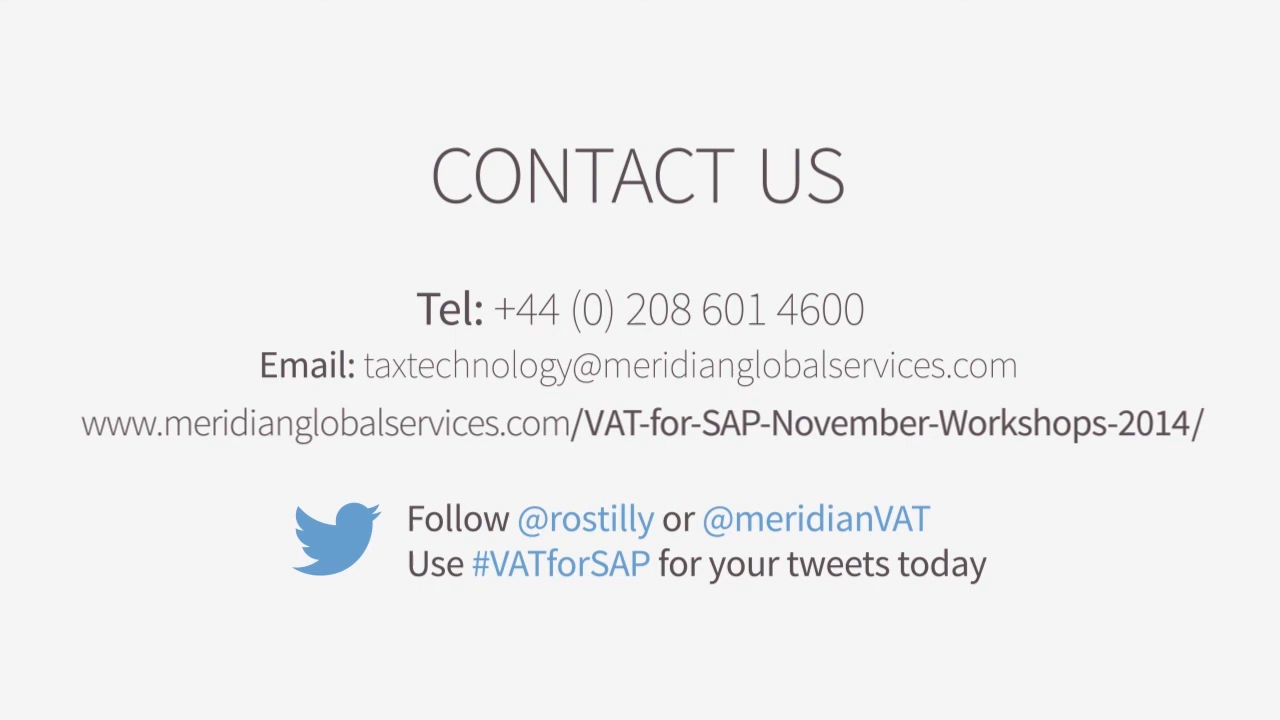 CONTACT US
Tel: +44 (0) 208 601 4600
Email: taxtechnology@meridianglobalservices.com
www.meridianglobalservices.com/VAT-for-SAP-November-Workshops-2014/
Follow @rostilly or @meridianVAT
Use #VATforSAP for your tweets today